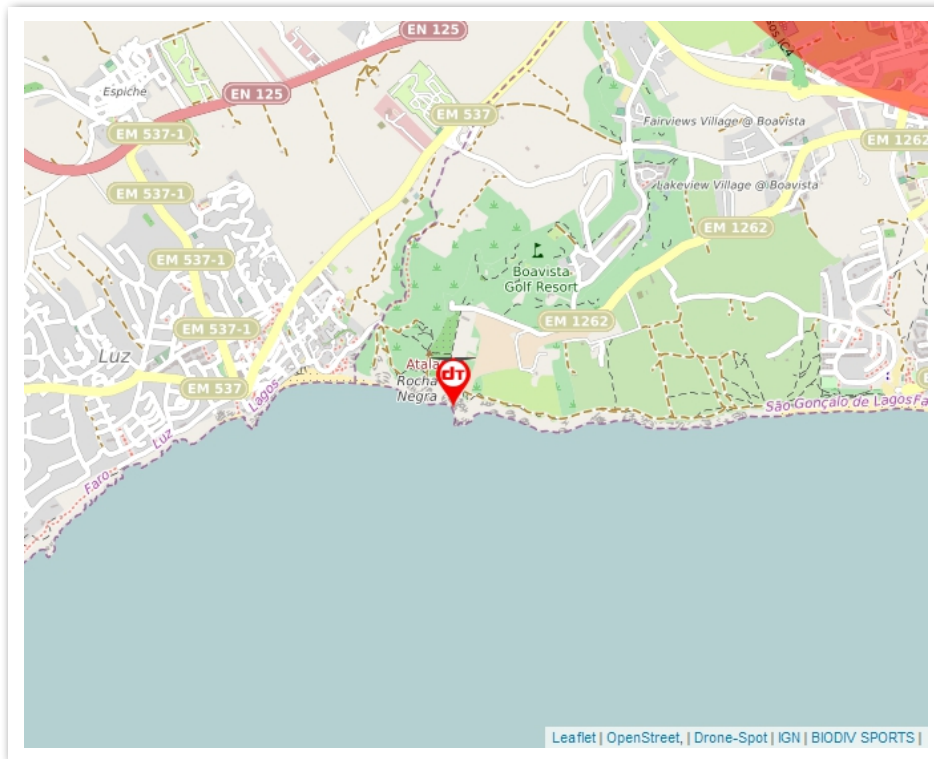 EN 125
IC4
Espiche
EN 125
EM 537
Fairviews Village @ Boavista
EM 537-1
EM 1262
EM 537-1
Lakeview Village @ Boavista
EM 1262
EM 537-1
Boavista
Golf Resort
EM 537-1
EM 1262
Luz
Atala
dT
Rocha
Negra
EM 537
Lagos
São Gonçalo de Lagos
Fa
Luz
Faro
Leaflet | OpenStreet, | Drone-Spot | IGN | BIODIV SPORTS |